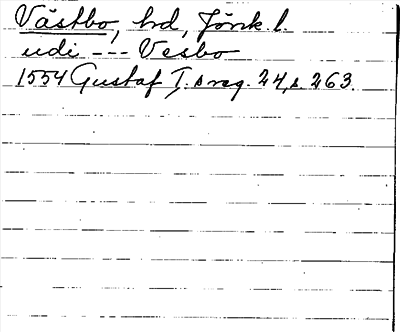 Västbo, hd, Jönk. l.
udi --- Vesbo
1554 Gustaf I:s reg. 24, s. 263.